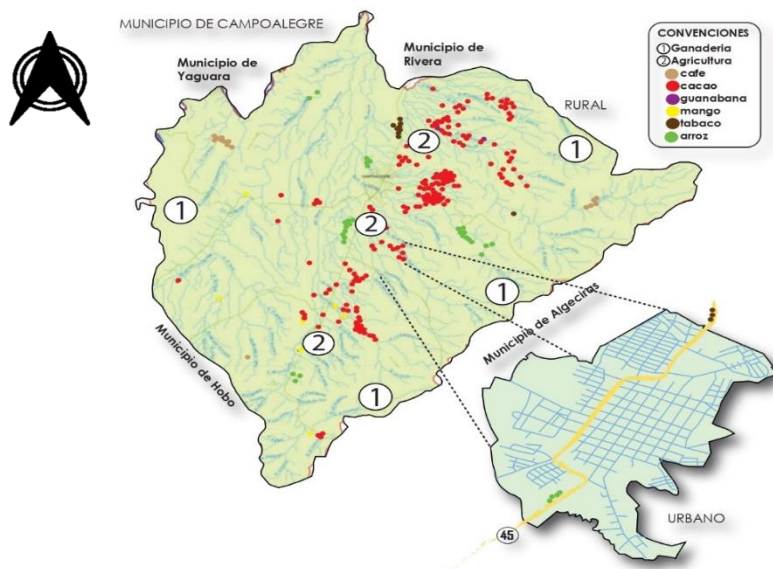 MUNICIPIO DE CAMPOALEGRE
Municipio de
Yaguara
Municipio de
Rivera
RURAL
CONVENCIONES
1 Ganaderia
2 Agricultura
cafe
cacao
guanabana
mango
tabaco
arroz
2
1
1
2
1
2
1
Municipio de Hobo
Municipio de Algeciras
URBANO
45